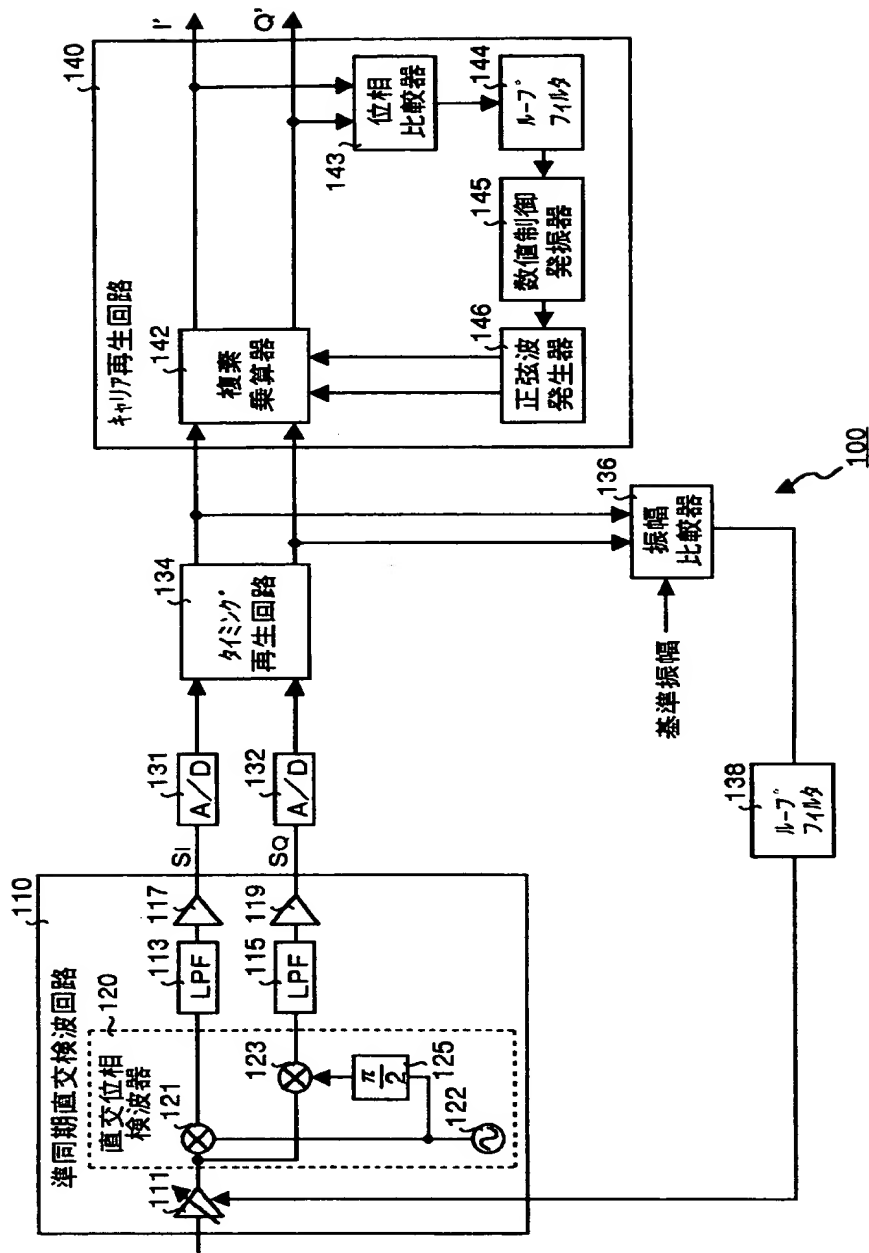 準同期直交検波回路
110
直交位相
検波器
120
111
121
123
122
125
π
2
113
LPF
115
LPF
117
119
SI
SQ
131
A/D
132
A/D
134
タイミング
再生回路
キャリア再生回路
140
142
複素
乗算器
143
位相
比較器
144
ループ
フィルタ
145
数値制御
発振器
146
正弦波
発生器
I'
Q'
136
振幅
比較器
基準振幅
138
ループ
フィルタ
100